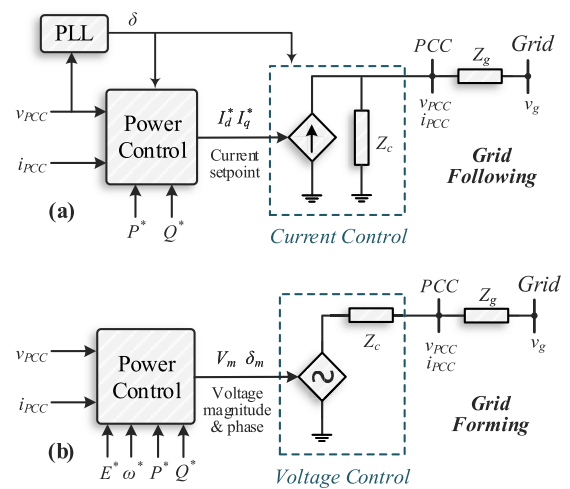 PLL
δ
v_PCC
i_PCC
Power
Control
I_d^* I_q^*
Current
setpoint
P^*
Q^*
(a)
Z_c
Current Control
PCC
v_PCC
i_PCC
Z_g
Grid
v_g
Grid
Following
v_PCC
i_PCC
Power
Control
V_m δ_m
Voltage
magnitude
& phase
E^* ω^* P^* Q^*
(b)
Z_c
Voltage Control
PCC
v_PCC
i_PCC
Z_g
Grid
v_g
Grid
Forming